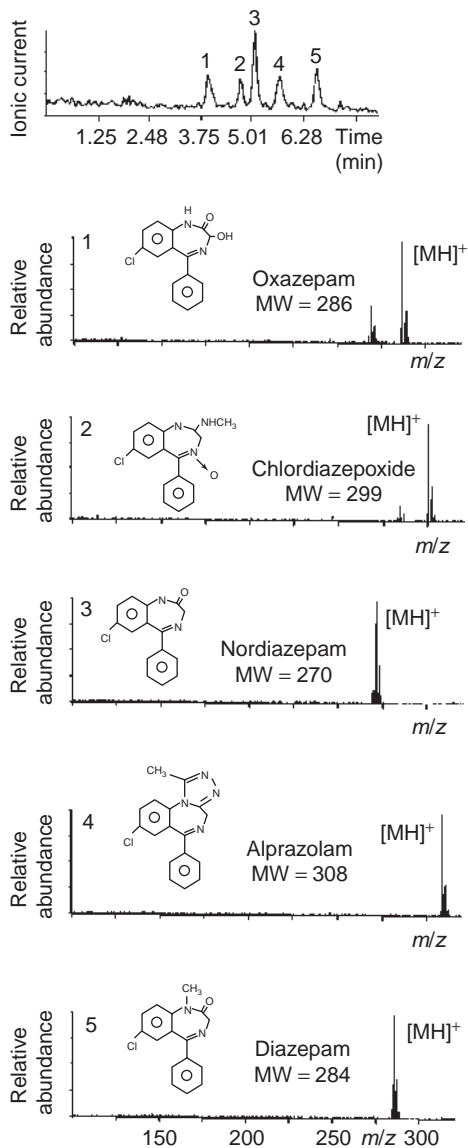 Ionic current
1
2
3
4
5
1.25 2.48 3.75 5.01 6.28 Time
(min)
Relative
abundance
1
H
N
O
OH
N
Cl
Oxazepam
MW = 286
[MH]+
m/z
Relative
abundance
2
N
NHCH3
N
O
Cl
Chlordiazepoxide
MW = 299
[MH]+
m/z
Relative
abundance
3
N
O
N
Cl
Nordiazepam
MW = 270
[MH]+
m/z
Relative
abundance
4
CH3
N
N
N
N
Cl
Alprazolam
MW = 308
[MH]+
m/z
Relative
abundance
5
CH3
N
O
N
Cl
Diazepam
MW = 284
[MH]+
150 200 250 m/z 300